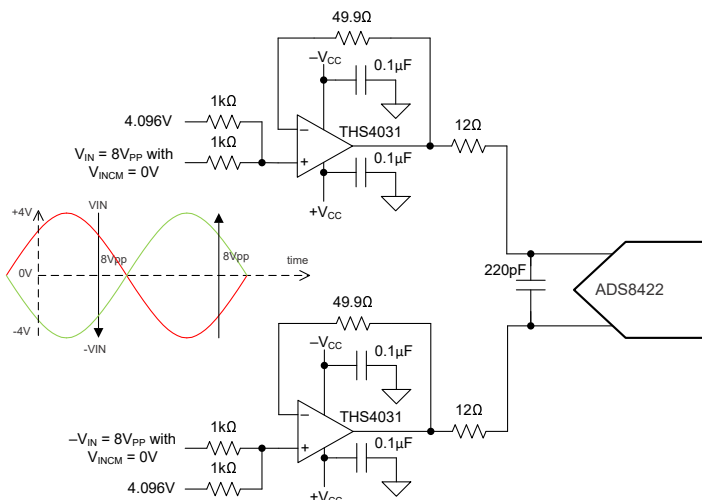 49.9Ω
–VCC
0.1µF
1kΩ
4.096V
1kΩ
THS4031
VIN = 8VPP with
VINCM = 0V
0.1µF
12Ω
+VCC
+4V
VIN
8Vpp
8Vpp
0V
time
-4V
-VIN
220pF
ADS8422
49.9Ω
–VCC
0.1µF
THS4031
12Ω
–VIN = 8VPP with
VINCM = 0V
1kΩ
1kΩ
0.1µF
4.096V
+VCC